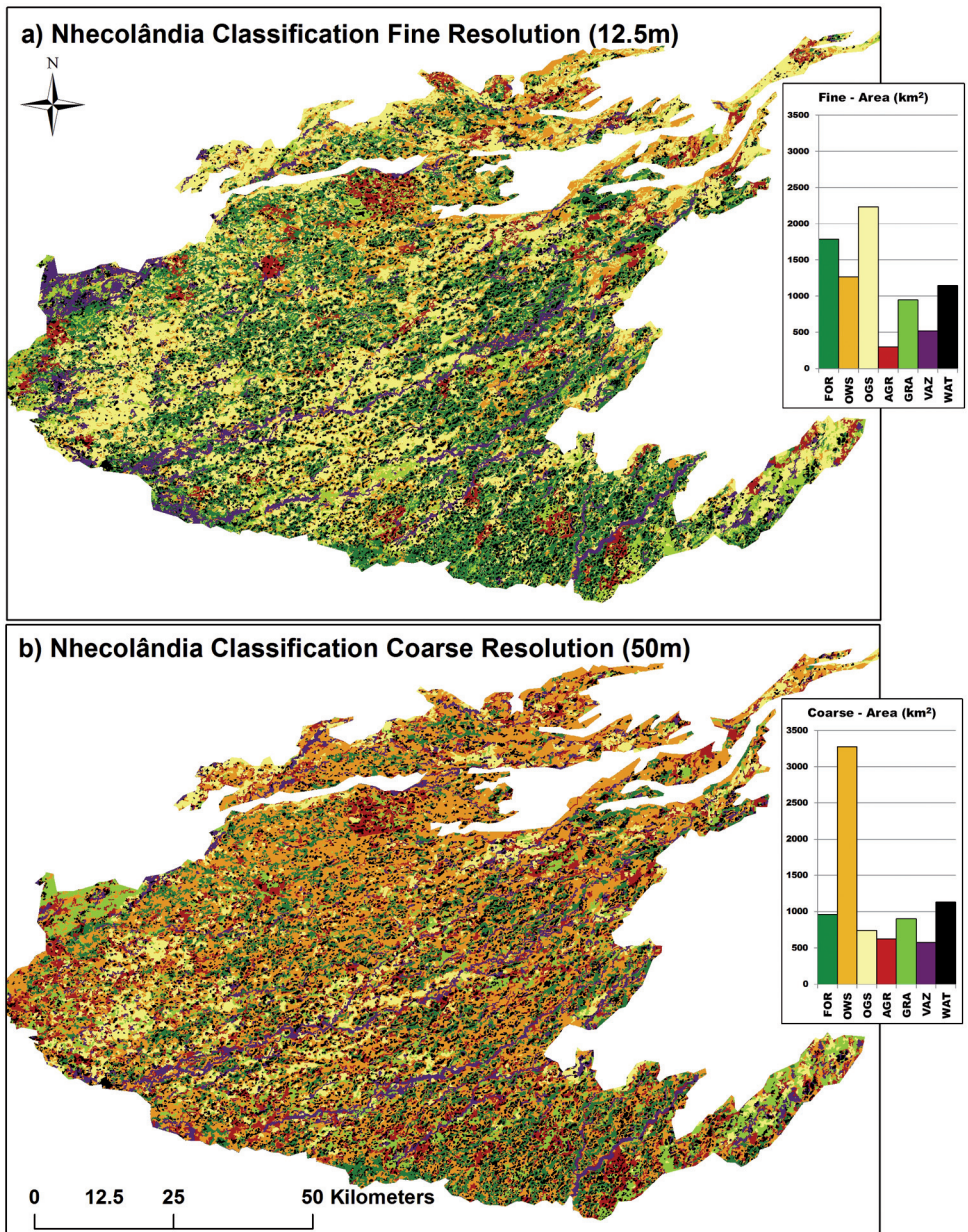 a) Nhecolândia Classification Fine Resolution (12.5m)
N
Fine - Area (km²)
3500
3000
2500
2000
1500
1000
500
0
FOR
OWS
OGS
AGR
GRA
VAZ
WAT
b) Nhecolândia Classification Coarse Resolution (50m)
Coarse - Area (km²)
3500
3000
2500
2000
1500
1000
500
0
FOR
OWS
OGS
AGR
GRA
VAZ
WAT
0 12.5 25 50 Kilometers